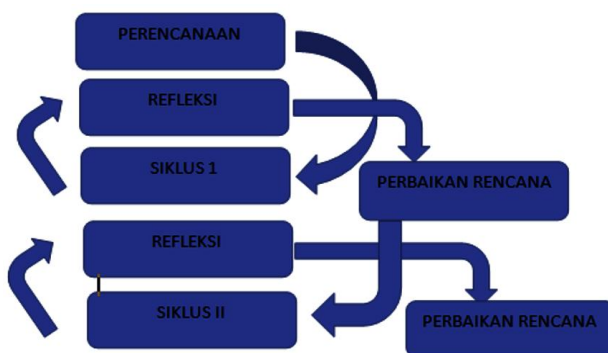 PERENCANAAN
REFLEKSI
SIKLUS 1
PERBAIKAN RENCANA
REFLEKSI
SIKLUS II
PERBAIKAN RENCANA